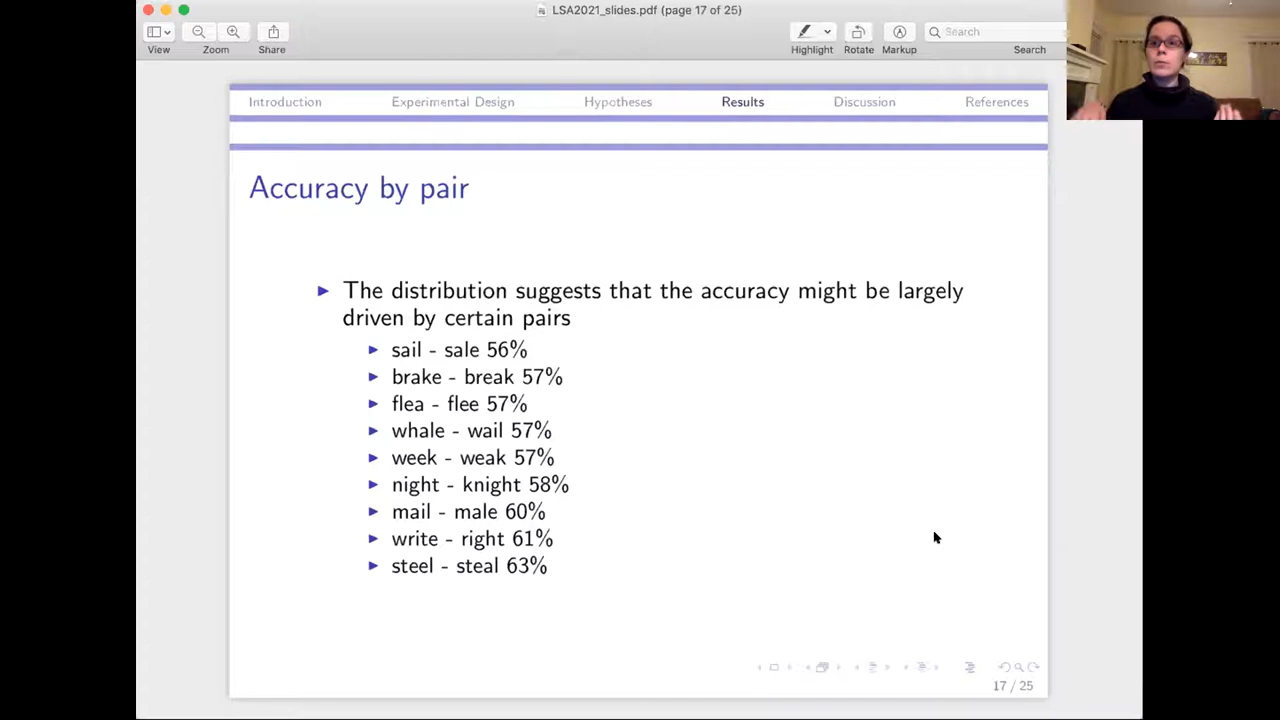 LSA2021_slides.pdf (page 17 of 25)
View Zoom Share Highlight Rotate Markup Search
Search
Introduction Experimental Design Hypotheses Results Discussion References
Accuracy by pair
The distribution suggests that the accuracy might be largely
driven by certain pairs
sail - sale 56%
brake - break 57%
flea - flee 57%
whale - wail 57%
week - weak 57%
night - knight 58%
mail - male 60%
write - right 61%
steel - steal 63%
17 / 25